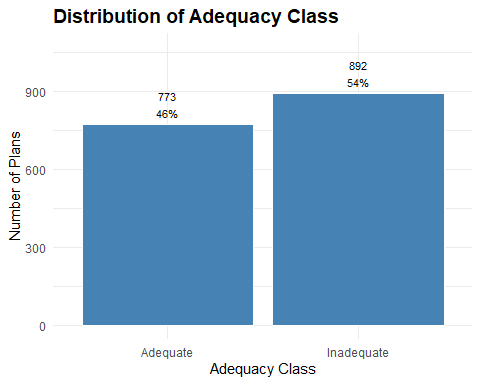 Distribution of Adequacy Class
892
54%
773
46%
900
600
300
0
Number of Plans
Adequate
Inadequate
Adequacy Class